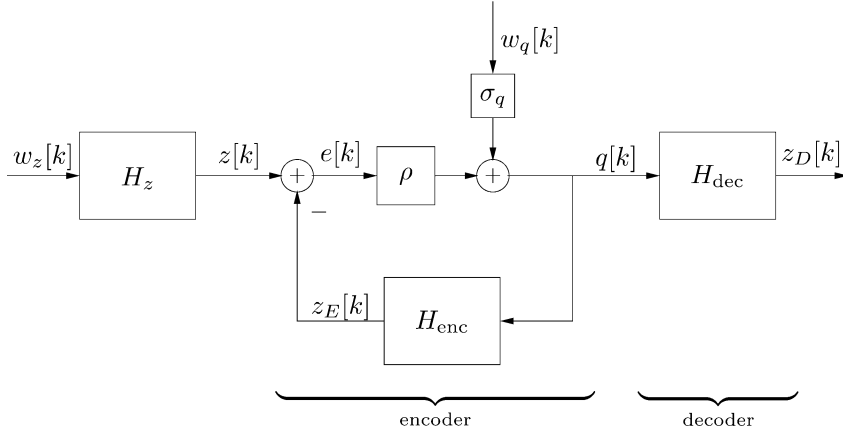 w_q[k]
σ_q
w_z[k] H_z z[k] + e[k] ρ + q[k] H_dec z_D[k]
−
z_E[k] H_enc
encoder decoder